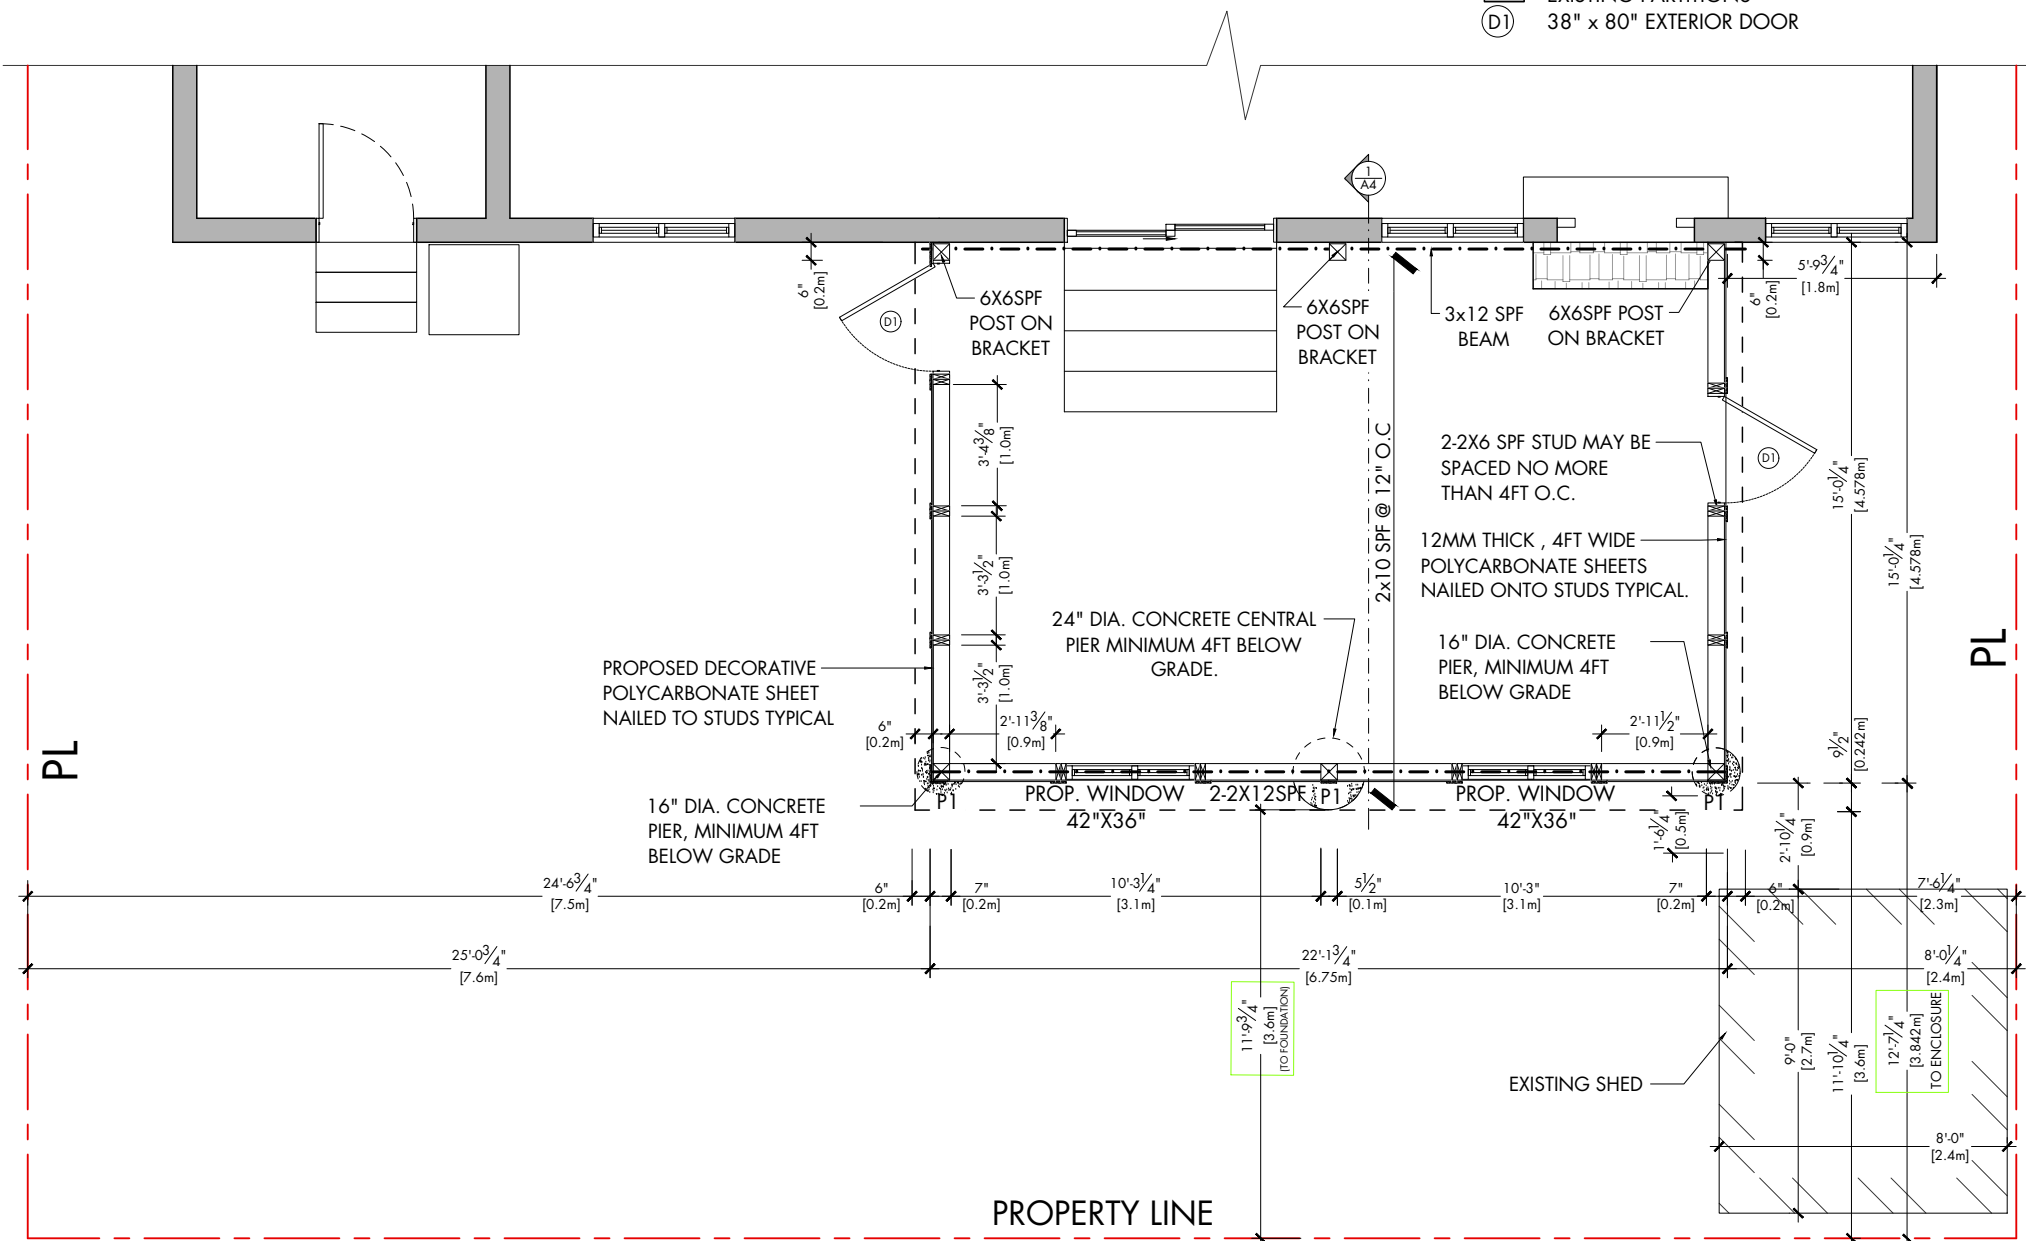 D1 38" x 80" EXTERIOR DOOR
1
A4
6"
[0.2m]
D1
6X6SPF
POST ON
BRACKET
6X6SPF
POST ON
BRACKET
3x12 SPF
BEAM
6X6SPF POST
ON BRACKET
6"
[0.2m]
5'-9¾"
[1.8m]
3'-4⅜"
[1.0m]
3'-3½"
[1.0m]
3'-3½"
[1.0m]
2x10 SPF @ 12" O.C
2-2X6 SPF STUD MAY BE
SPACED NO MORE
THAN 4FT O.C.
D1
15'-0¼"
[4.578m]
15'-0¼"
[4.578m]
12MM THICK , 4FT WIDE
POLYCARBONATE SHEETS
NAILED ONTO STUDS TYPICAL.
24" DIA. CONCRETE CENTRAL
PIER MINIMUM 4FT BELOW
GRADE.
16" DIA. CONCRETE
PIER, MINIMUM 4FT
BELOW GRADE
PROPOSED DECORATIVE
POLYCARBONATE SHEET
NAILED TO STUDS TYPICAL
PL
PL
6"
[0.2m]
2'-11⅜"
[0.9m]
2'-11½"
[0.9m]
9½"
[0.242m]
P1
PROP. WINDOW
42"X36"
2-2X12SPF
P1
PROP. WINDOW
42"X36"
P1
16" DIA. CONCRETE
PIER, MINIMUM 4FT
BELOW GRADE
1'-6¼"
[0.5m]
2'-10¼"
[0.9m]
24'-6¾"
[7.5m]
6"
[0.2m]
7"
[0.2m]
10'-3¼"
[3.1m]
5½"
[0.1m]
10'-3"
[3.1m]
7"
[0.2m]
6"
[0.2m]
7'-6¼"
[2.3m]
25'-0¾"
[7.6m]
22'-1¾"
[6.75m]
8'-0¼"
[2.4m]
11'-9¾"
[3.6m]
(TO FOUNDATION)
EXISTING SHED
9'-0"
[2.7m]
11'-10¼"
[3.6m]
12'-7¼"
[3.842m]
TO ENCLOSURE
8'-0"
[2.4m]
PROPERTY LINE